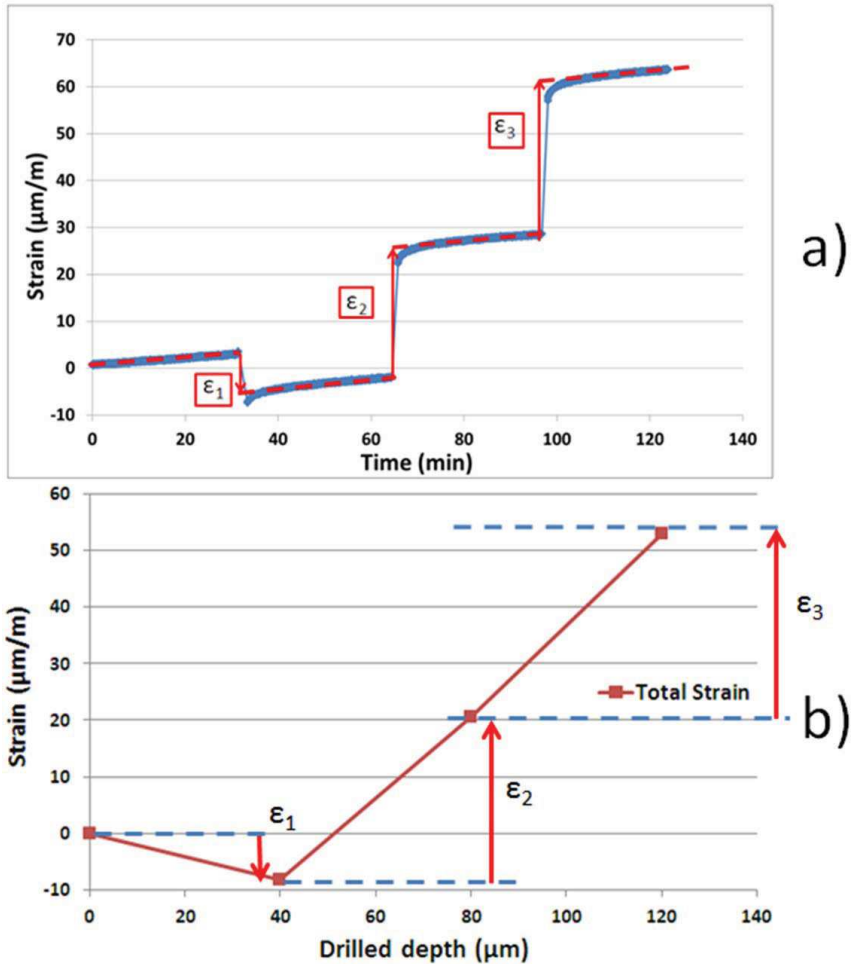 70
60
50
40
30
20
10
0
-10
Strain (μm/m)
ε1
ε2
ε3
0 20 40 60 80 100 120 140
Time (min)
a)
60
50
40
30
20
10
0
-10
Strain (μm/m)
ε1
ε2
ε3
Total Strain
0 20 40 60 80 100 120 140
Drilled depth (μm)
b)